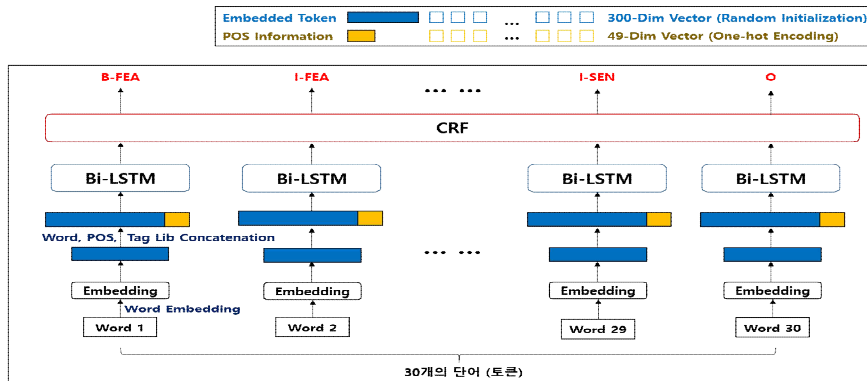 Embedded Token ... 300-Dim Vector (Random Initialization)
POS Information ... 49-Dim Vector (One-hot Encoding)
B-FEA I-FEA ... ... I-SEN O
CRF
Bi-LSTM Bi-LSTM Bi-LSTM Bi-LSTM
Word, POS, Tag Lib Concatenation
... ...
Embedding Embedding Embedding Embedding
Word Embedding
Word 1 Word 2 Word 29 Word 30
30개의 단어 (토큰)